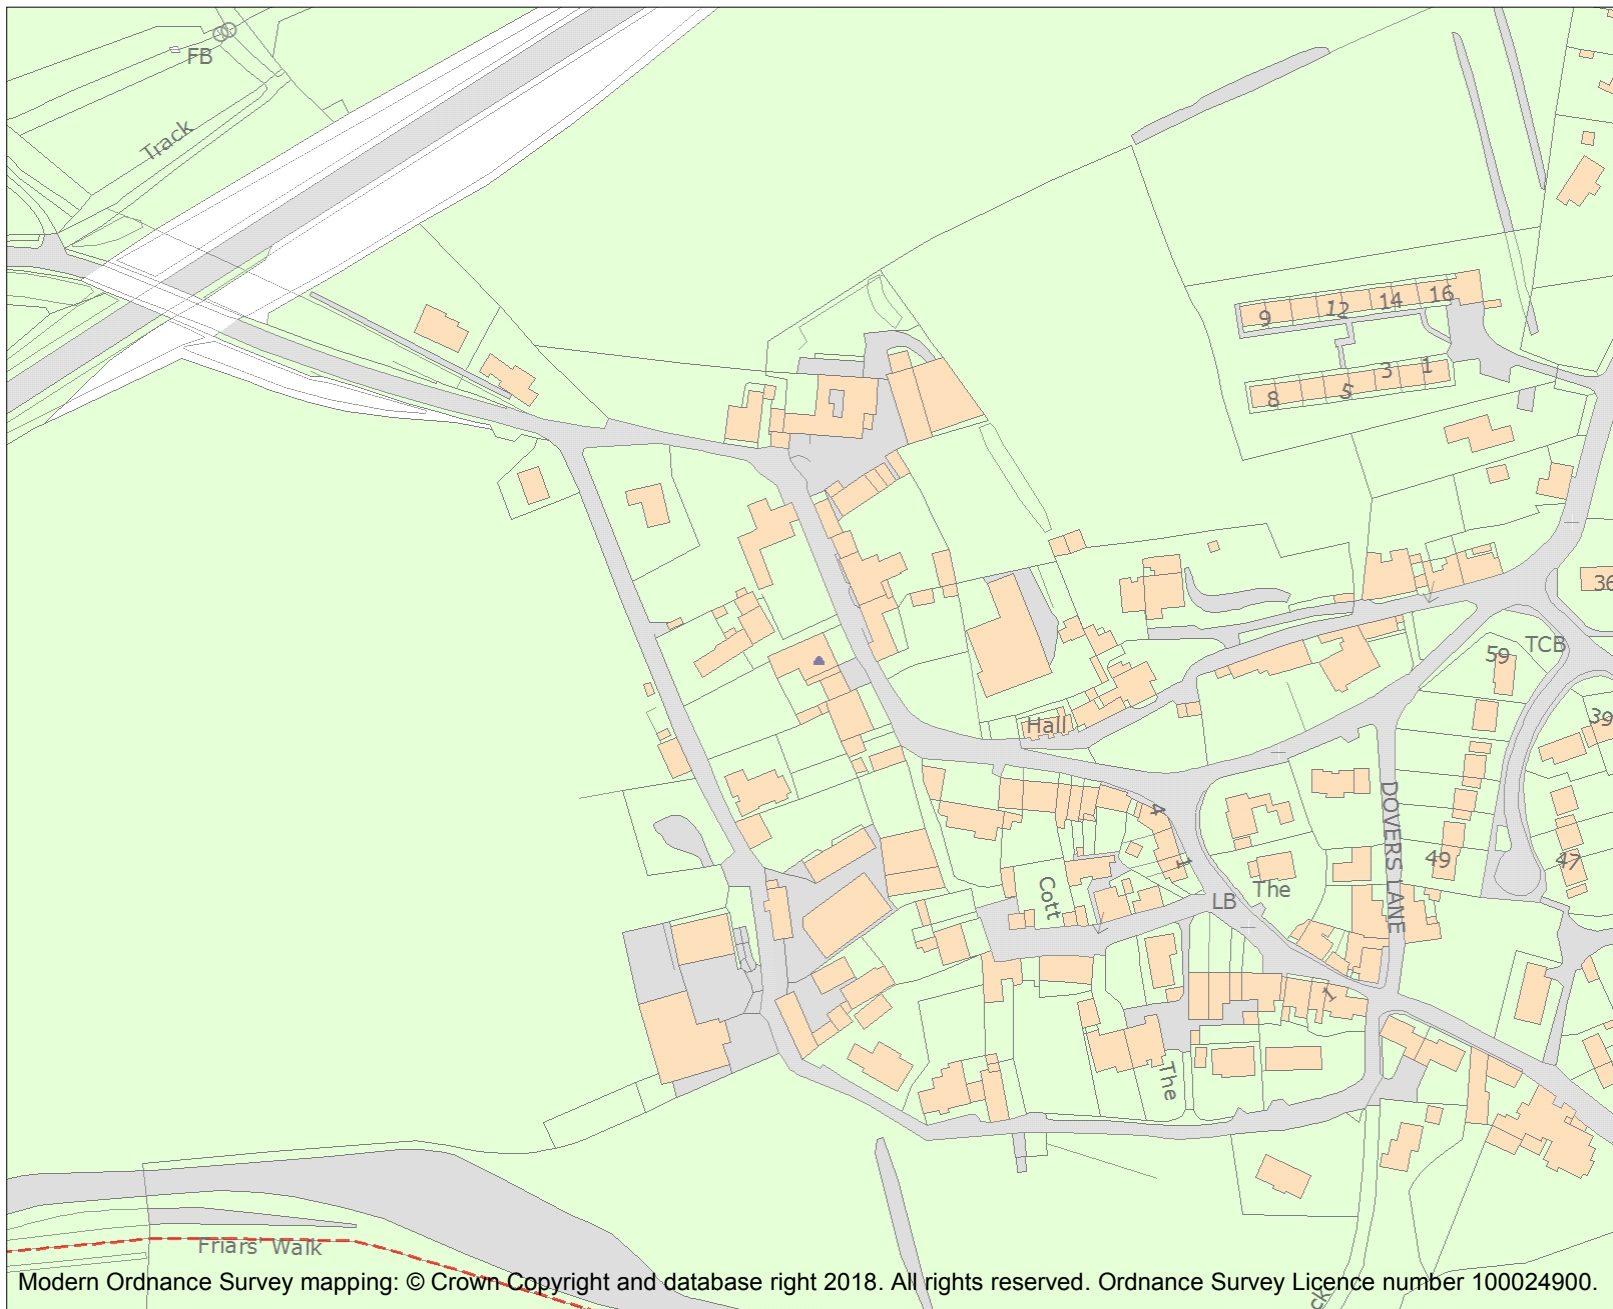 FB
Track
9
12
14
16
8
5
3
1
36
TCB
59
39
Hall
DOVERS LANE
4
1
49
47
Cott
The
LB
1
The
Friars' Walk
Modern Ordnance Survey mapping: © Crown Copyright and database right 2018. All rights reserved. Ordnance Survey Licence number 100024900.